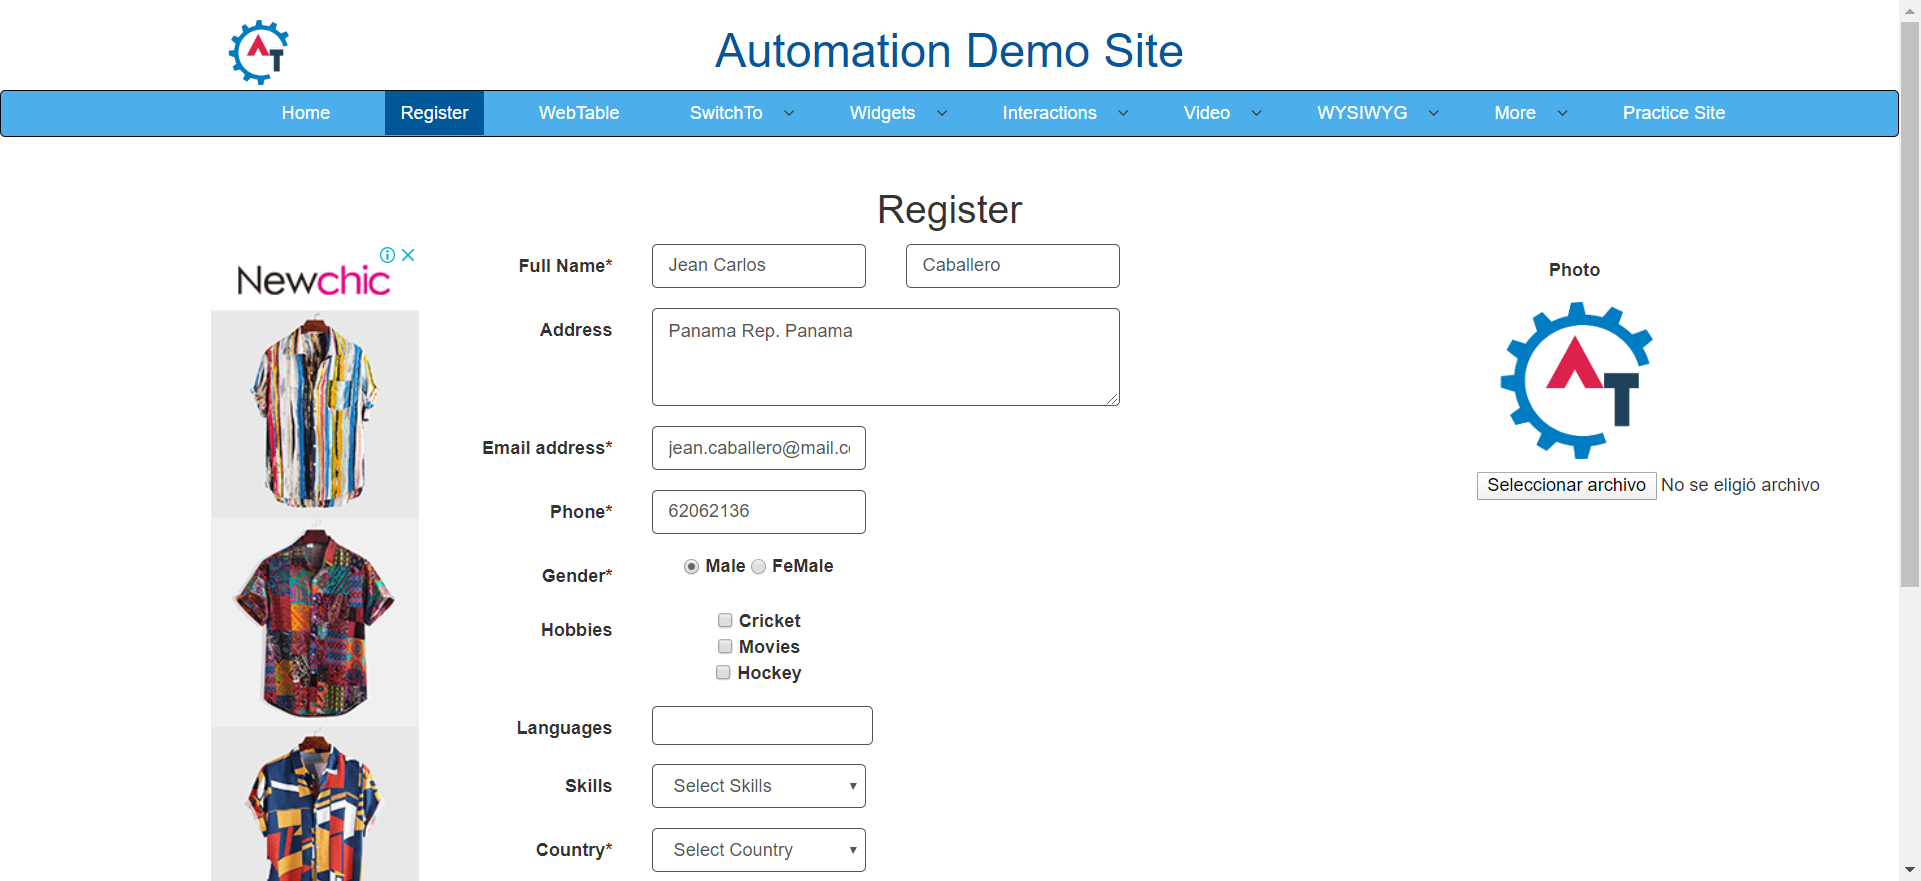 Automation Demo Site
Home Register WebTable SwitchTo Widgets Interactions Video WYSIWYG More Practice Site
Register
Newchic
Full Name* Jean Carlos Caballero
Photo
Address Panama Rep. Panama
Email address* jean.caballero@mail.c
Seleccionar archivo No se eligió archivo
Phone* 62062136
Gender* Male FeMale
Hobbies Cricket
Movies
Hockey
Languages
Skills Select Skills
Country* Select Country